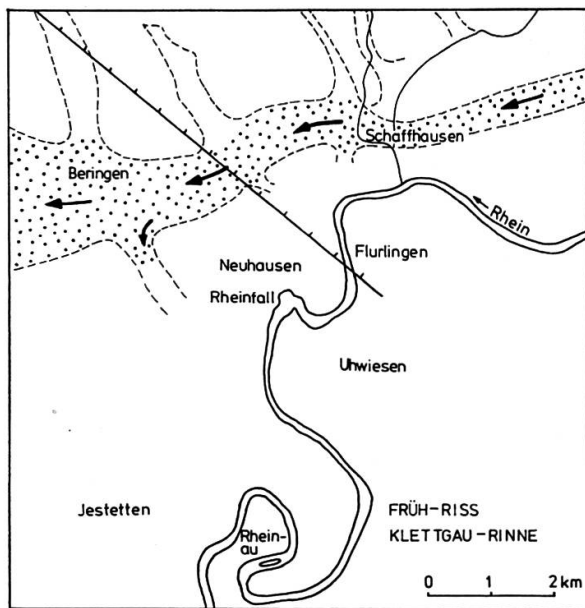 Schaffhausen
Beringen
Rhein
Neuhausen
Flurlingen
Rheinfall
Uhwiesen
Jestetten
Rhein-
au
FRÜH-RISS
KLETTGAU-RINNE
0 1 2 km